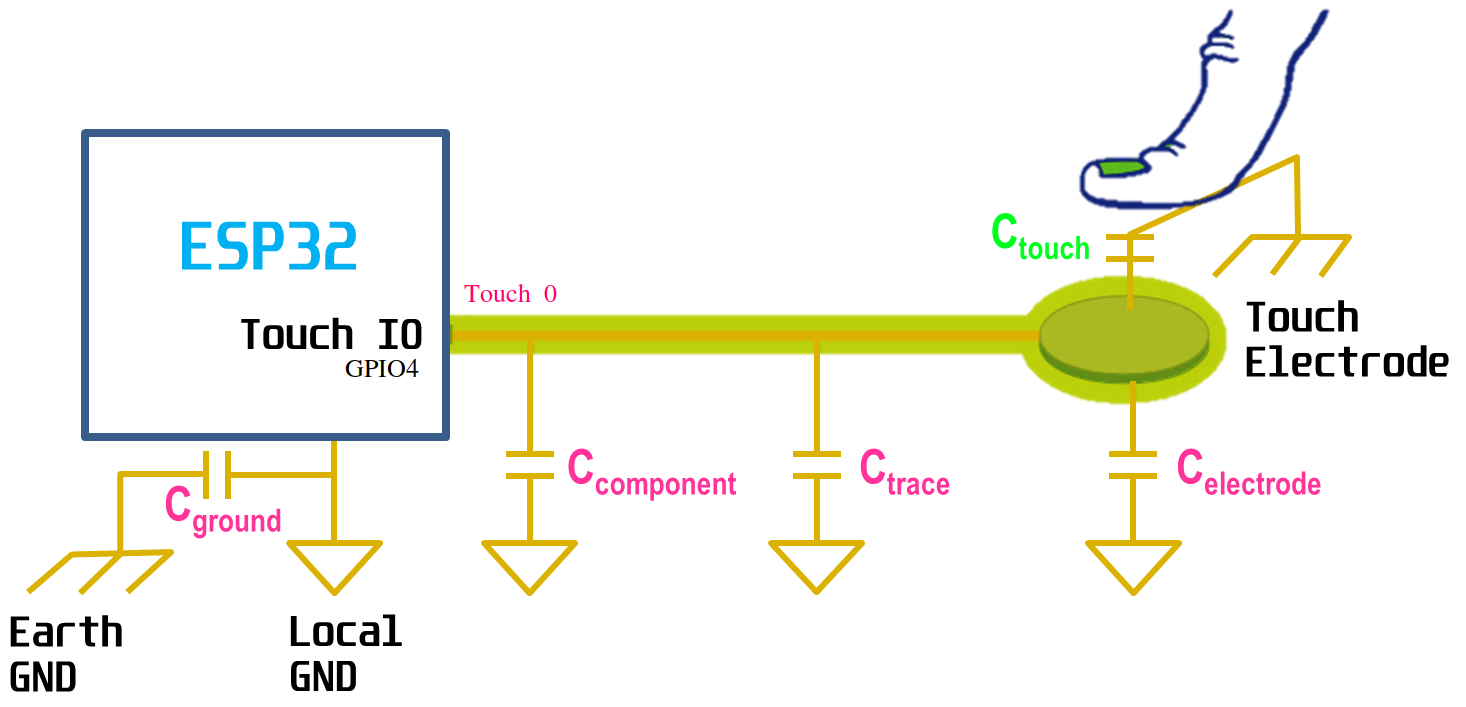 ESP32
Touch IO
GPIO4
Touch 0
Ctouch
Touch
Electrode
Cground
Ccomponent
Ctrace
Celectrode
Earth
GND
Local
GND